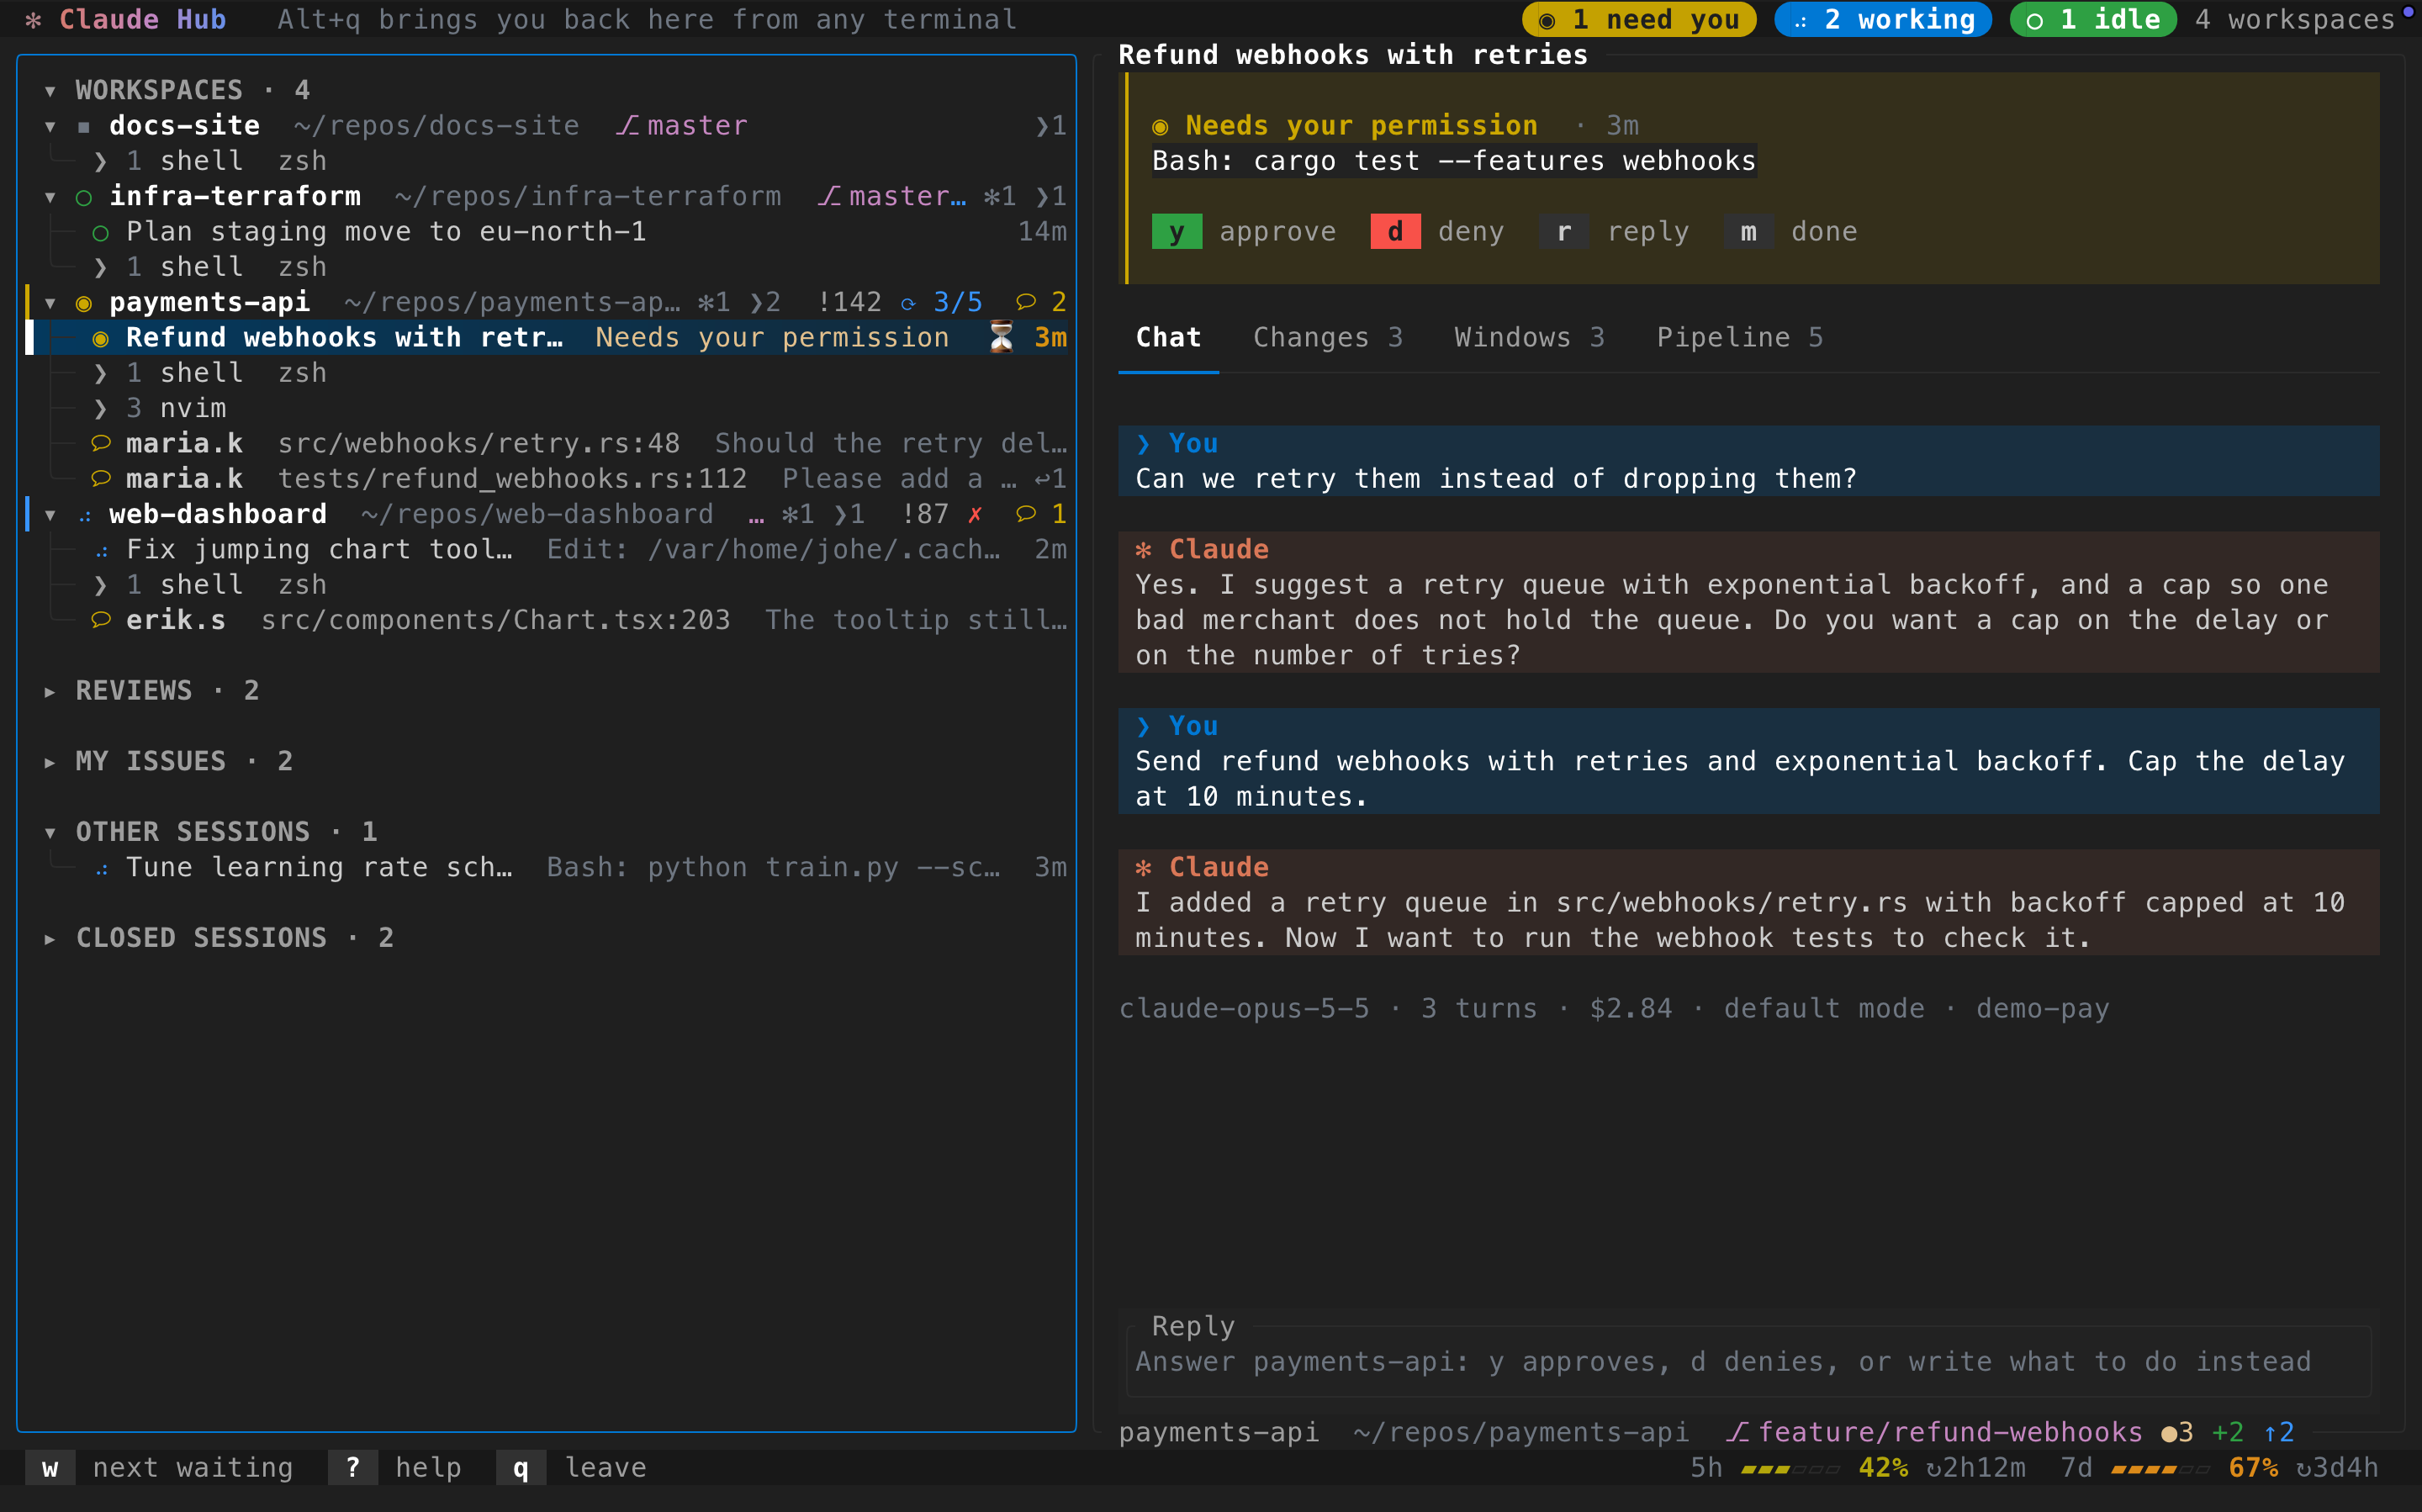 ✻ Claude Hub   Alt+q brings you back here from any terminal   ◉ 1 need you   2 working   ○ 1 idle   4 workspaces
▾ WORKSPACES · 4
▾ ▪ docs-site  ~/repos/docs-site  ⎇ master   ❯1
❯ 1 shell  zsh
▾ ○ infra-terraform  ~/repos/infra-terraform  ⎇ master… ✻1 ❯1
○ Plan staging move to eu-north-1   14m
❯ 1 shell  zsh
▾ ◉ payments-api  ~/repos/payments-ap… ✻1 ❯2  !142 ⟳ 3/5  2
◉ Refund webhooks with retr…  Needs your permission  ⏳ 3m
❯ 1 shell  zsh
❯ 3 nvim
maria.k  src/webhooks/retry.rs:48  Should the retry del…
maria.k  tests/refund_webhooks.rs:112  Please add a … ↩1
▾ web-dashboard  ~/repos/web-dashboard  … ✻1 ❯1  !87 ✗  1
Fix jumping chart tool…  Edit: /var/home/johe/.cach…  2m
❯ 1 shell  zsh
erik.s  src/components/Chart.tsx:203  The tooltip still…
▸ REVIEWS · 2
▸ MY ISSUES · 2
▾ OTHER SESSIONS · 1
Tune learning rate sch…  Bash: python train.py --sc…  3m
▸ CLOSED SESSIONS · 2
Refund webhooks with retries
◉ Needs your permission  · 3m
Bash: cargo test --features webhooks
y approve  d deny  r reply  m done
Chat  Changes 3  Windows 3  Pipeline 5
❯ You
Can we retry them instead of dropping them?
✻ Claude
Yes. I suggest a retry queue with exponential backoff, and a cap so one
bad merchant does not hold the queue. Do you want a cap on the delay or
on the number of tries?
❯ You
Send refund webhooks with retries and exponential backoff. Cap the delay
at 10 minutes.
✻ Claude
I added a retry queue in src/webhooks/retry.rs with backoff capped at 10
minutes. Now I want to run the webhook tests to check it.
claude-opus-5-5 · 3 turns · $2.84 · default mode · demo-pay
Reply
Answer payments-api: y approves, d denies, or write what to do instead
payments-api  ~/repos/payments-api  ⎇ feature/refund-webhooks ●3 +2 ↑2
w next waiting  ? help  q leave   5h ▰▰▰▱▱▱ 42% ↻2h12m  7d ▰▰▰▰▱▱ 67% ↻3d4h